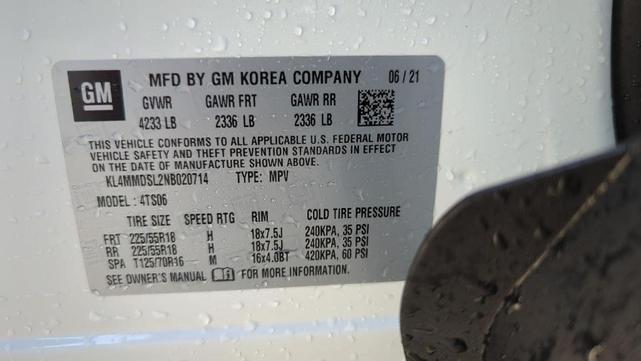 GM
MFD BY GM KOREA COMPANY 06 / 21
GVWR GAWR FRT GAWR RR
4233 LB 2336 LB 2336 LB
THIS VEHICLE CONFORMS TO ALL APPLICABLE U.S. FEDERAL MOTOR
VEHICLE SAFETY AND THEFT PREVENTION STANDARDS IN EFFECT
ON THE DATE OF MANUFACTURE SHOWN ABOVE.
KL4MMDSL2NB020714 TYPE: MPV
MODEL : 4TS06
TIRE SIZE SPEED RTG RIM COLD TIRE PRESSURE
FRT 225/55R18 H 18x7.5J 240KPA, 35 PSI
RR 225/55R18 H 18x7.5J 240KPA, 35 PSI
SPA T125/70R16 M 16x4.0BT 420KPA, 60 PSI
SEE OWNER'S MANUAL FOR MORE INFORMATION.